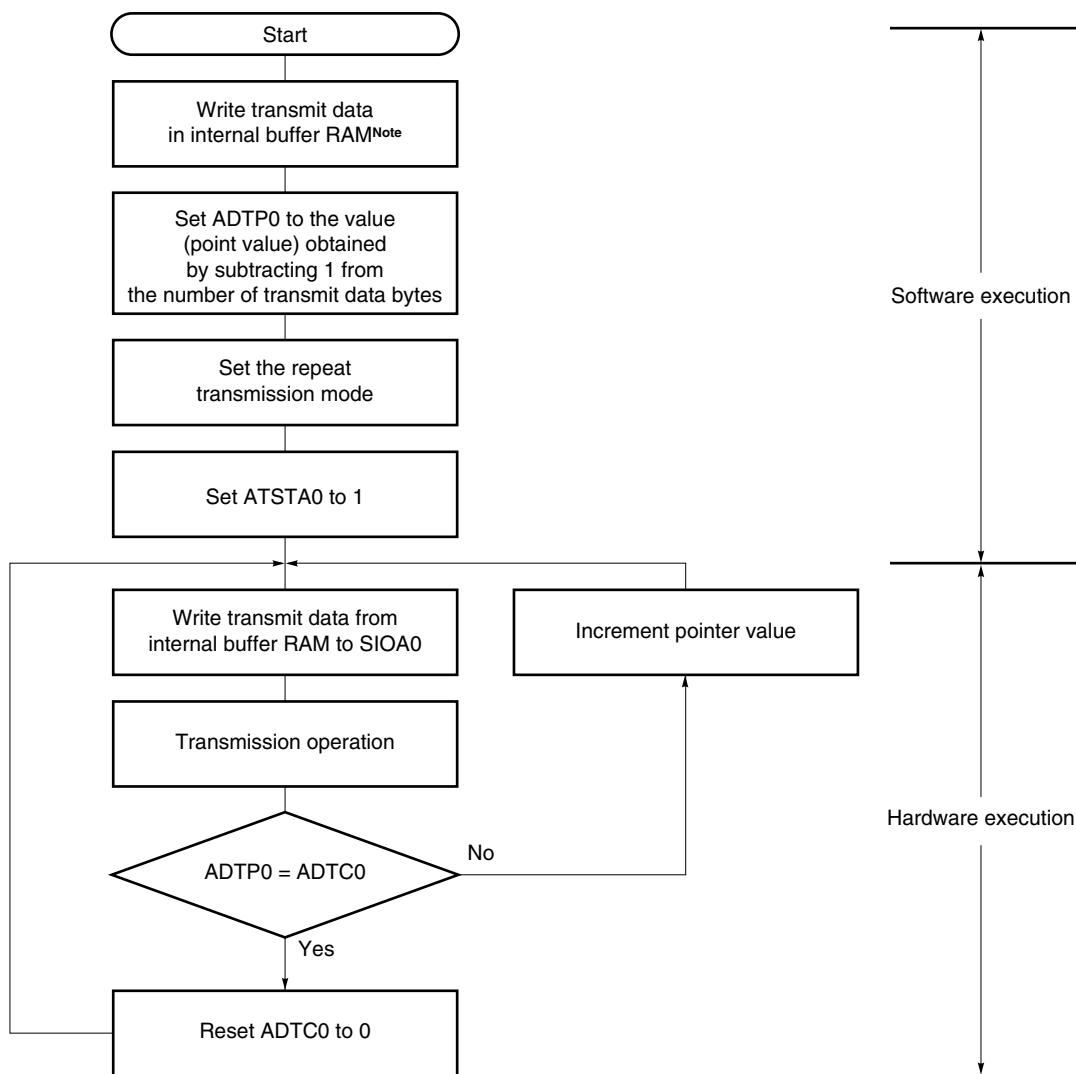 Start
Write transmit data
in internal buffer RAMNote
Set ADTP0 to the value
(point value) obtained
by subtracting 1 from
the number of transmit data bytes
Software execution
Set the repeat
transmission mode
Set ATSTA0 to 1
Write transmit data from
internal buffer RAM to SIOA0
Increment pointer value
Transmission operation
Hardware execution
ADTP0 = ADTC0
No
Yes
Reset ADTC0 to 0